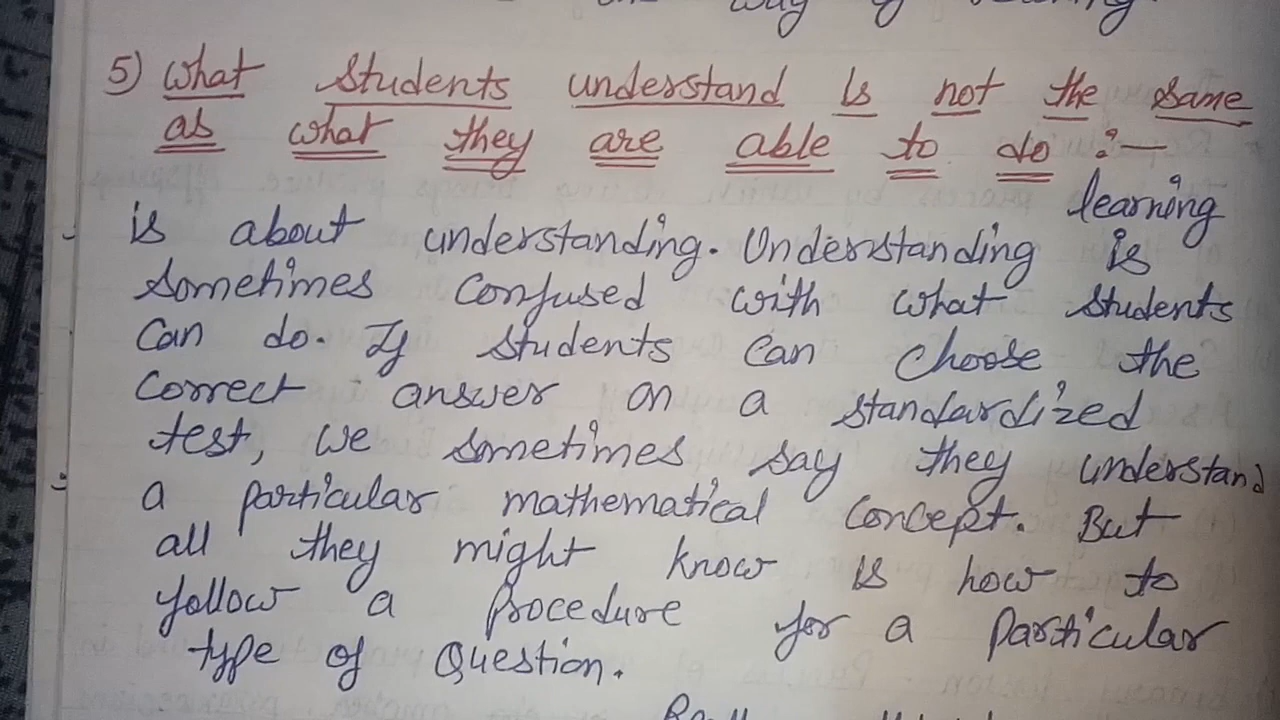 way of
5) What students understand is not the same
as what they are able to do :—
learning
is about understanding. Understanding is
sometimes confused with what students
can do. If students can choose the
correct answer on a standardized
test, we sometimes say they understand
a particular mathematical concept. But
all they might know is how to
follow a procedure for a particular
type of question.